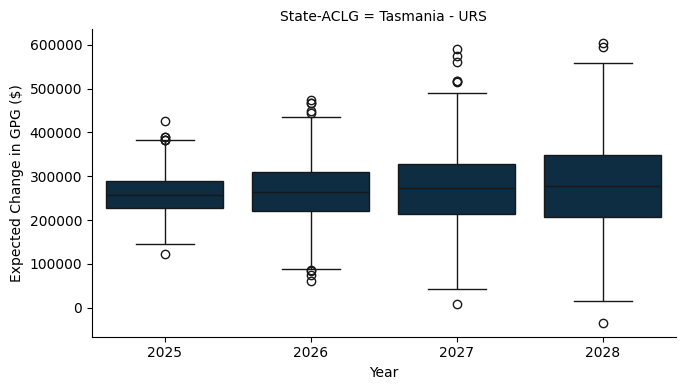 State-ACLG = Tasmania - URS
Expected Change in GPG ($)
600000
500000
400000
300000
200000
100000
0
2025 2026 2027 2028
Year